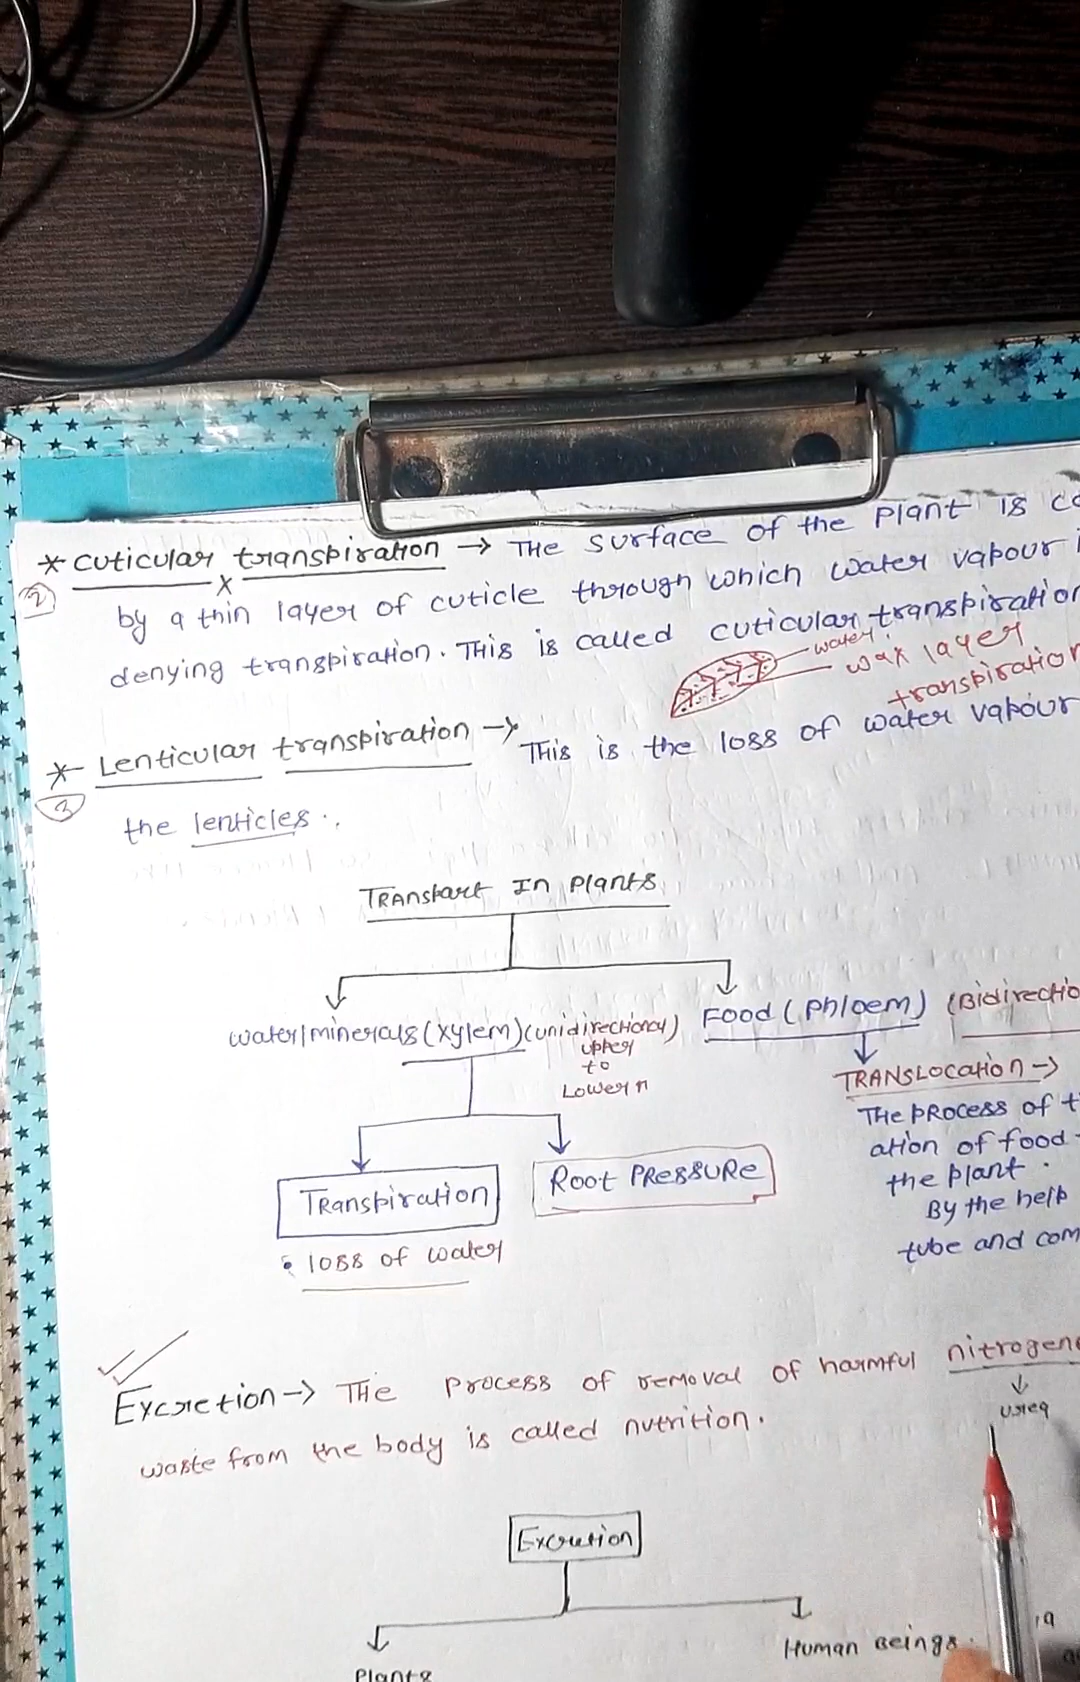 * cuticular transpiration → THE surface of the Plant is
2
by a thin layer of cuticle through which water vapour
denying transpiration. THis is called cuticular transpiration
water
wax layer
transpiration
* Lenticular transpiration → THis is the loss of water vapour
3
the lenticles..
TRANSPart In Plants
water/minerals (xylem) (unidirectional) Food (Phloem) (Bidirectio
upper
to
Lower n
TRANSLOCation →
THe PROCess of t
ation of food
the plant.
By the help
tube and com
Transpiration
Root PRESSURe
• loss of water
Excretion → THe Process of removal of harmful nitrogen
urea
waste from the body is called nutrition.
Excretion
Human Beings.
Plants